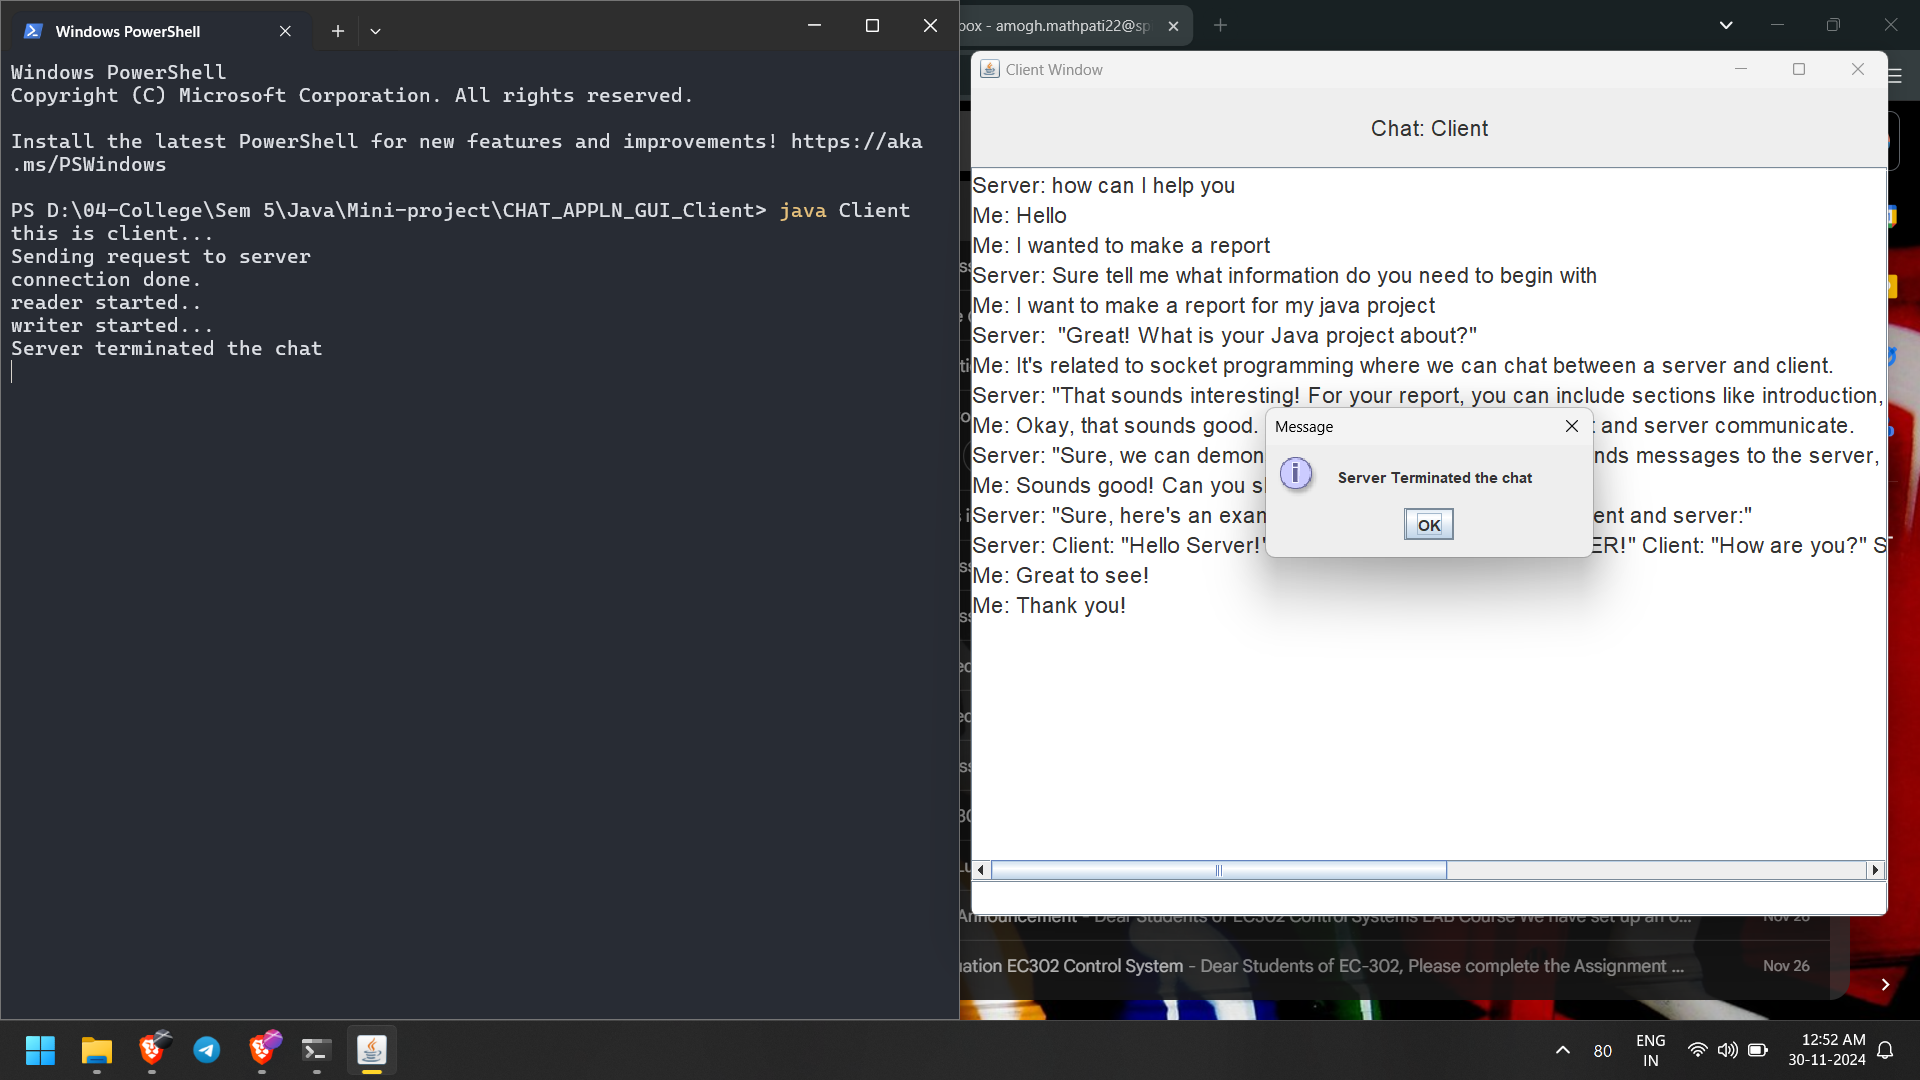 Windows PowerShell
Windows PowerShell
Copyright (C) Microsoft Corporation. All rights reserved.
Install the latest PowerShell for new features and improvements! https://aka
.ms/PSWindows
PS D:\04-College\Sem 5\Java\Mini-project\CHAT_APPLN_GUI_Client> java Client
this is client...
Sending request to server
connection done.
reader started..
writer started...
Server terminated the chat
box - amogh.mathpati22@sp
Client Window
Chat: Client
Server: how can I help you
Me: Hello
Me: I wanted to make a report
Server: Sure tell me what information do you need to begin with
Me: I want to make a report for my java project
Server:  "Great! What is your Java project about?"
Me: It's related to socket programming where we can chat between a server and client.
Server: "That sounds interesting! For your report, you can include sections like introduction,
Me: Okay, that sounds good. and server communicate.
Server: "Sure, we can demon nds messages to the server,
Me: Sounds good! Can you s
Server: "Sure, here's an exam ent and server:"
Server: Client: "Hello Server!" ER!" Client: "How are you?" S
Me: Great to see!
Me: Thank you!
Message
Server Terminated the chat
OK
Announcement - Dear Students of EC302 Control Systems LAB Course We have set up an o... Nov 26
uation EC302 Control System - Dear Students of EC-302, Please complete the Assignment ... Nov 26
80
ENG
IN
12:52 AM
30-11-2024